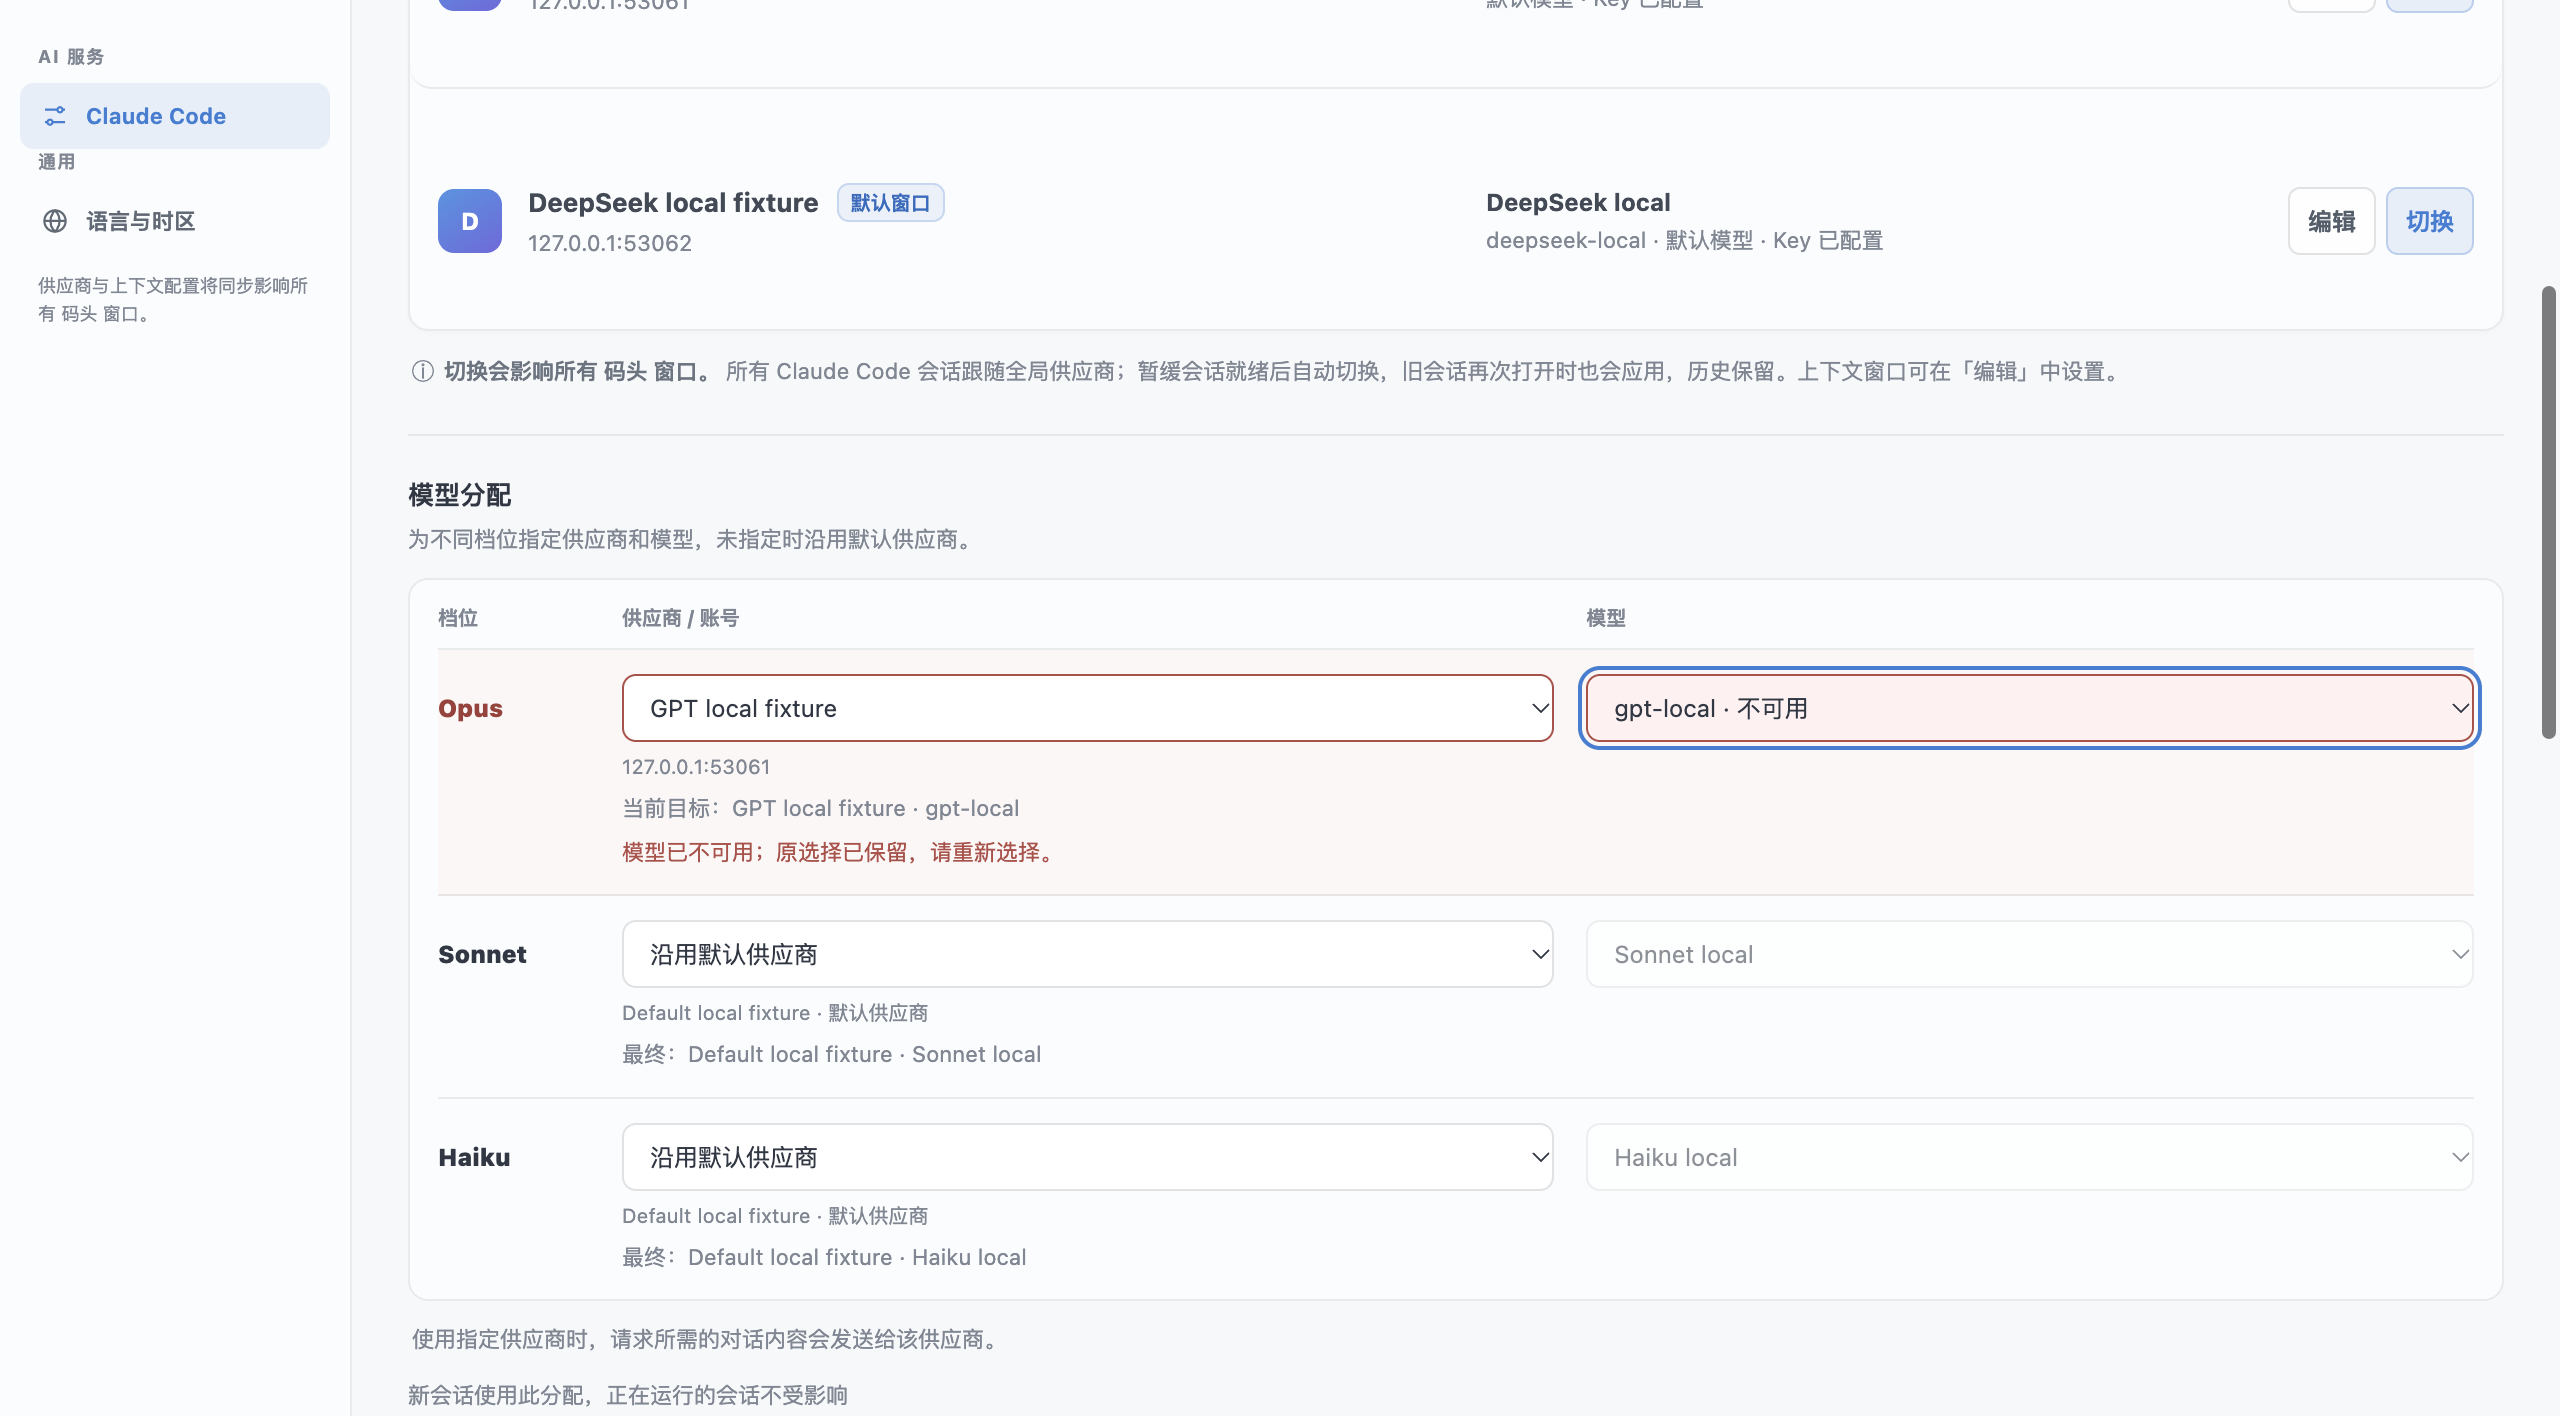 127.0.0.1:53061
默认模型 · Key 已配置
AI 服务
Claude Code
通用
语言与时区
供应商与上下文配置将同步影响所
有 码头 窗口。
D
DeepSeek local fixture
默认窗口
127.0.0.1:53062
DeepSeek local
deepseek-local · 默认模型 · Key 已配置
编辑
切换
切换会影响所有 码头 窗口。 所有 Claude Code 会话跟随全局供应商；暂缓会话就绪后自动切换，旧会话再次打开时也会应用，历史保留。上下文窗口可在「编辑」中设置。
模型分配
为不同档位指定供应商和模型，未指定时沿用默认供应商。
档位
供应商 / 账号
模型
Opus
GPT local fixture
gpt-local · 不可用
127.0.0.1:53061
当前目标：GPT local fixture · gpt-local
模型已不可用；原选择已保留，请重新选择。
Sonnet
沿用默认供应商
Sonnet local
Default local fixture · 默认供应商
最终：Default local fixture · Sonnet local
Haiku
沿用默认供应商
Haiku local
Default local fixture · 默认供应商
最终：Default local fixture · Haiku local
使用指定供应商时，请求所需的对话内容会发送给该供应商。
新会话使用此分配，正在运行的会话不受影响